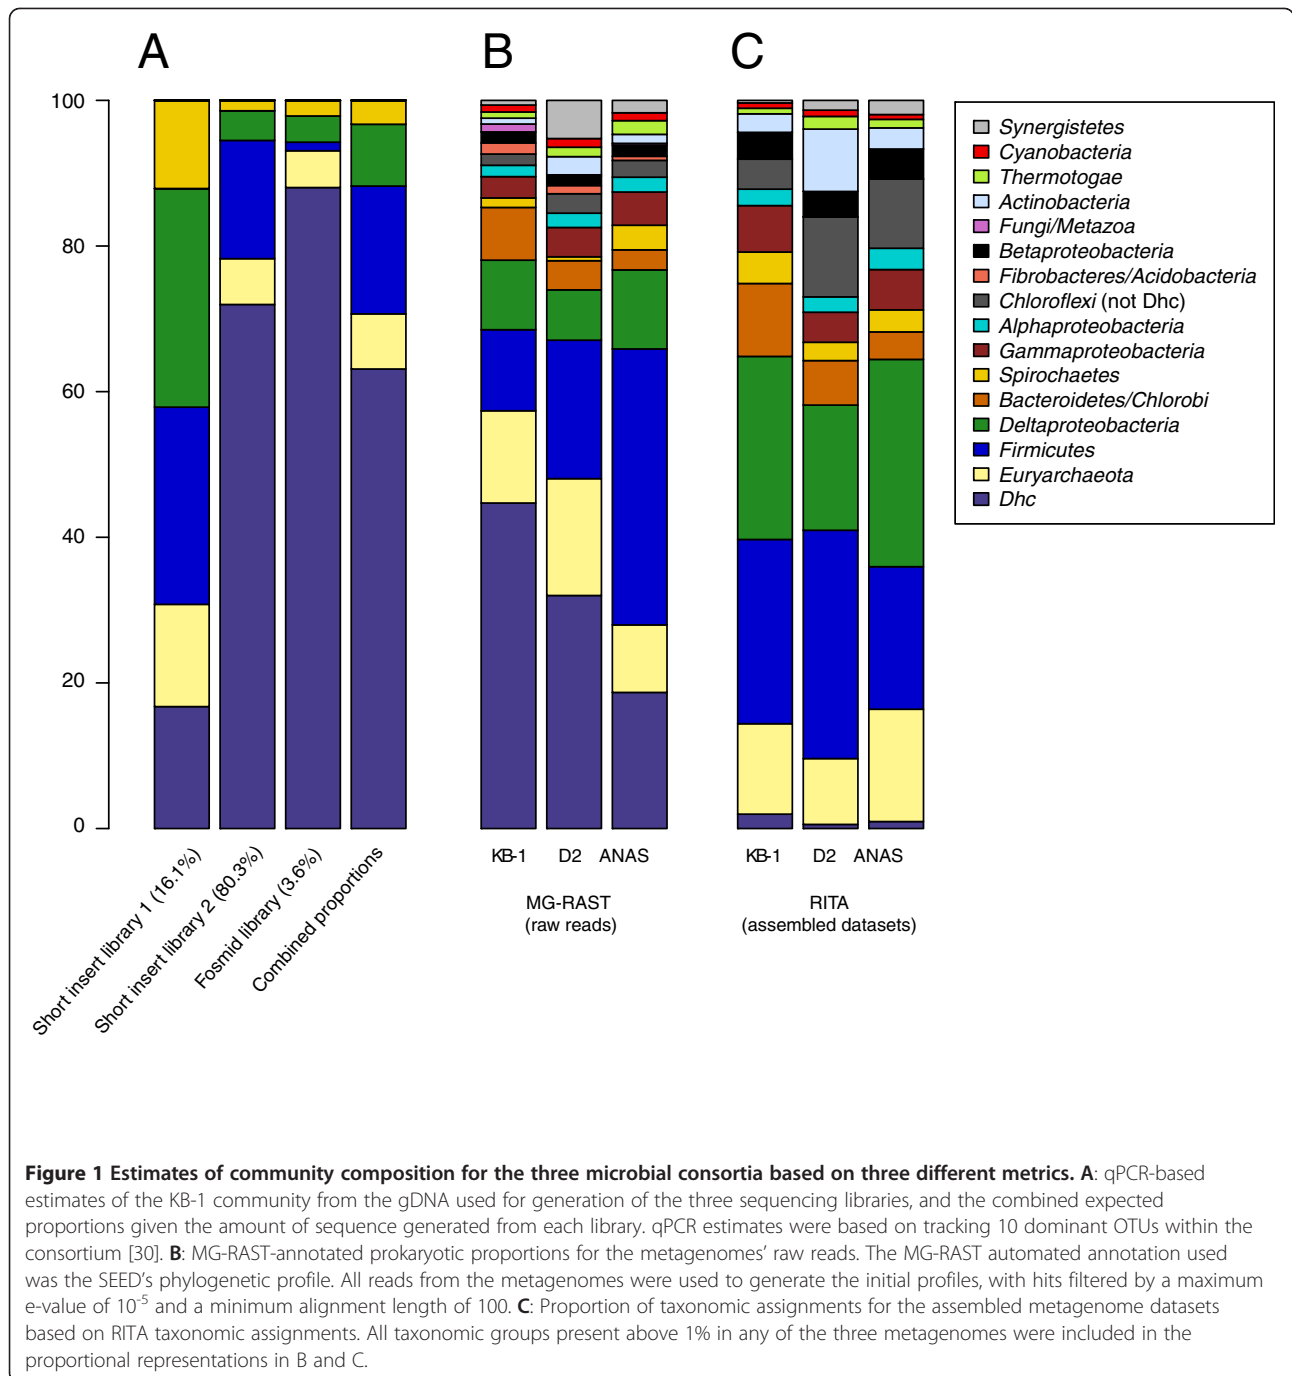 A
B
C
100
80
60
40
20
0
Short insert library 1 (16.1%)
Short insert library 2 (80.3%)
Fosmid library (3.6%)
Combined proportions
KB-1 D2 ANAS
MG-RAST
(raw reads)
KB-1 D2 ANAS
RITA
(assembled datasets)
Synergistetes
Cyanobacteria
Thermotogae
Actinobacteria
Fungi/Metazoa
Betaproteobacteria
Fibrobacteres/Acidobacteria
Chloroflexi (not Dhc)
Alphaproteobacteria
Gammaproteobacteria
Spirochaetes
Bacteroidetes/Chlorobi
Deltaproteobacteria
Firmicutes
Euryarchaeota
Dhc
Figure 1 Estimates of community composition for the three microbial consortia based on three different metrics. A: qPCR-based
estimates of the KB-1 community from the gDNA used for generation of the three sequencing libraries, and the combined expected
proportions given the amount of sequence generated from each library. qPCR estimates were based on tracking 10 dominant OTUs within the
consortium [30]. B: MG-RAST-annotated prokaryotic proportions for the metagenomes' raw reads. The MG-RAST automated annotation used
was the SEED's phylogenetic profile. All reads from the metagenomes were used to generate the initial profiles, with hits filtered by a maximum
e-value of 10⁻⁵ and a minimum alignment length of 100. C: Proportion of taxonomic assignments for the assembled metagenome datasets
based on RITA taxonomic assignments. All taxonomic groups present above 1% in any of the three metagenomes were included in the
proportional representations in B and C.